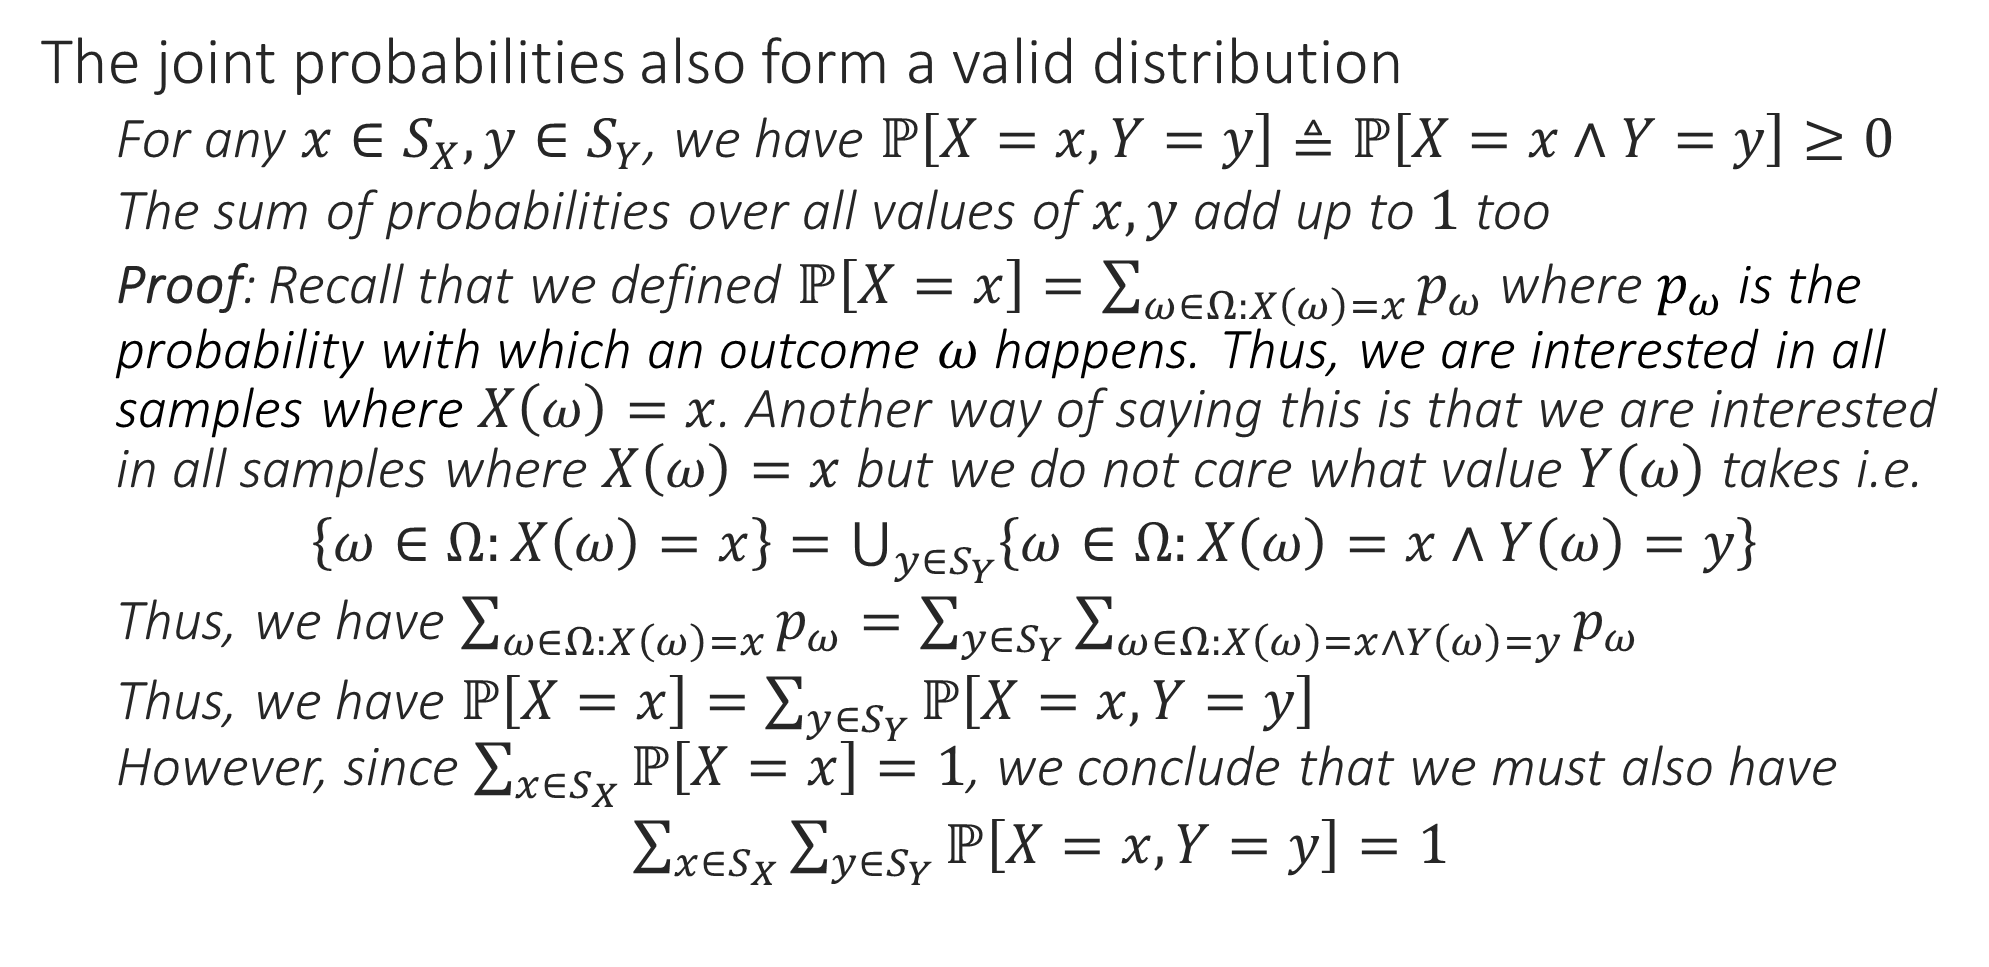 The joint probabilities also form a valid distribution
For any 𝑥 ∈ 𝑆_𝑋, 𝑦 ∈ 𝑆_𝑌, we have ℙ[𝑋 = 𝑥, 𝑌 = 𝑦] ≜ ℙ[𝑋 = 𝑥 ∧ 𝑌 = 𝑦] ≥ 0
The sum of probabilities over all values of 𝑥, 𝑦 add up to 1 too
Proof: Recall that we defined ℙ[𝑋 = 𝑥] = ∑_{𝜔∈Ω:𝑋(𝜔)=𝑥} 𝑝_𝜔 where 𝑝_𝜔 is the
probability with which an outcome 𝜔 happens. Thus, we are interested in all
samples where 𝑋(𝜔) = 𝑥. Another way of saying this is that we are interested
in all samples where 𝑋(𝜔) = 𝑥 but we do not care what value 𝑌(𝜔) takes i.e.
{𝜔 ∈ Ω: 𝑋(𝜔) = 𝑥} = ⋃_{𝑦∈𝑆_𝑌} {𝜔 ∈ Ω: 𝑋(𝜔) = 𝑥 ∧ 𝑌(𝜔) = 𝑦}
Thus, we have ∑_{𝜔∈Ω:𝑋(𝜔)=𝑥} 𝑝_𝜔 = ∑_{𝑦∈𝑆_𝑌} ∑_{𝜔∈Ω:𝑋(𝜔)=𝑥∧𝑌(𝜔)=𝑦} 𝑝_𝜔
Thus, we have ℙ[𝑋 = 𝑥] = ∑_{𝑦∈𝑆_𝑌} ℙ[𝑋 = 𝑥, 𝑌 = 𝑦]
However, since ∑_{𝑥∈𝑆_𝑋} ℙ[𝑋 = 𝑥] = 1, we conclude that we must also have
∑_{𝑥∈𝑆_𝑋} ∑_{𝑦∈𝑆_𝑌} ℙ[𝑋 = 𝑥, 𝑌 = 𝑦] = 1